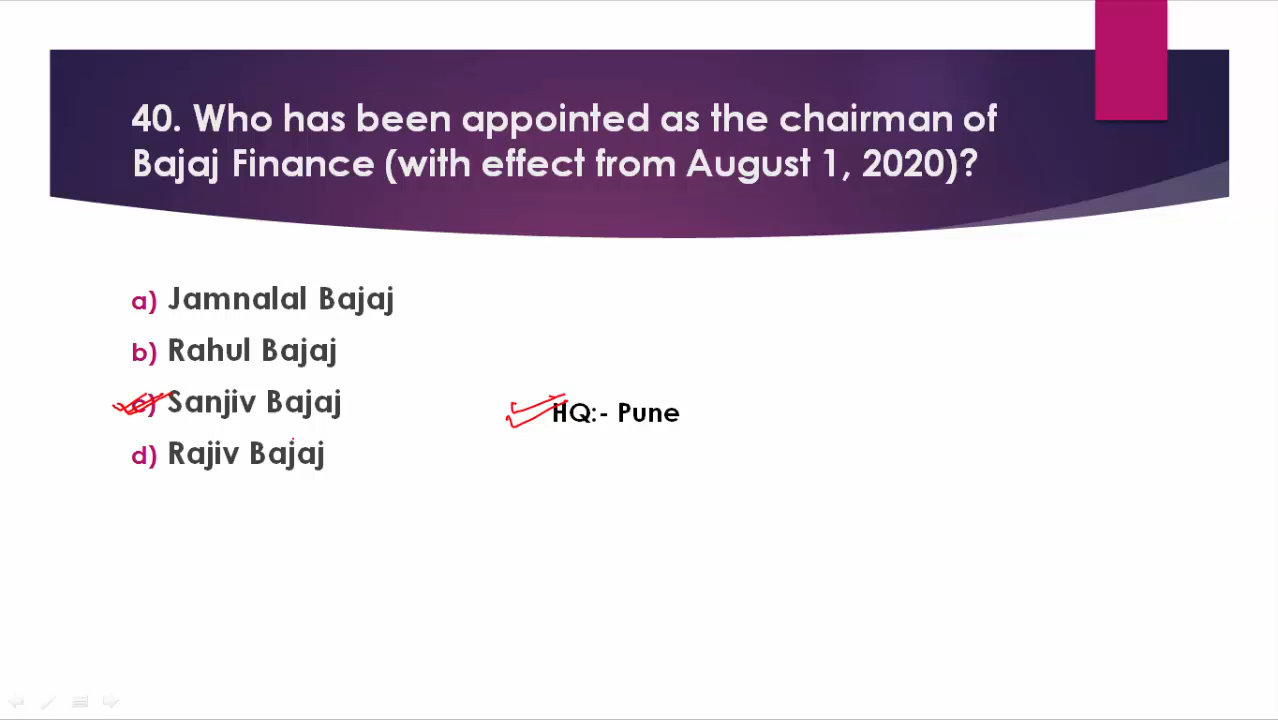 40. Who has been appointed as the chairman of
Bajaj Finance (with effect from August 1, 2020)?
a) Jamnalal Bajaj
b) Rahul Bajaj
c) Sanjiv Bajaj
HQ:- Pune
d) Rajiv Bajaj